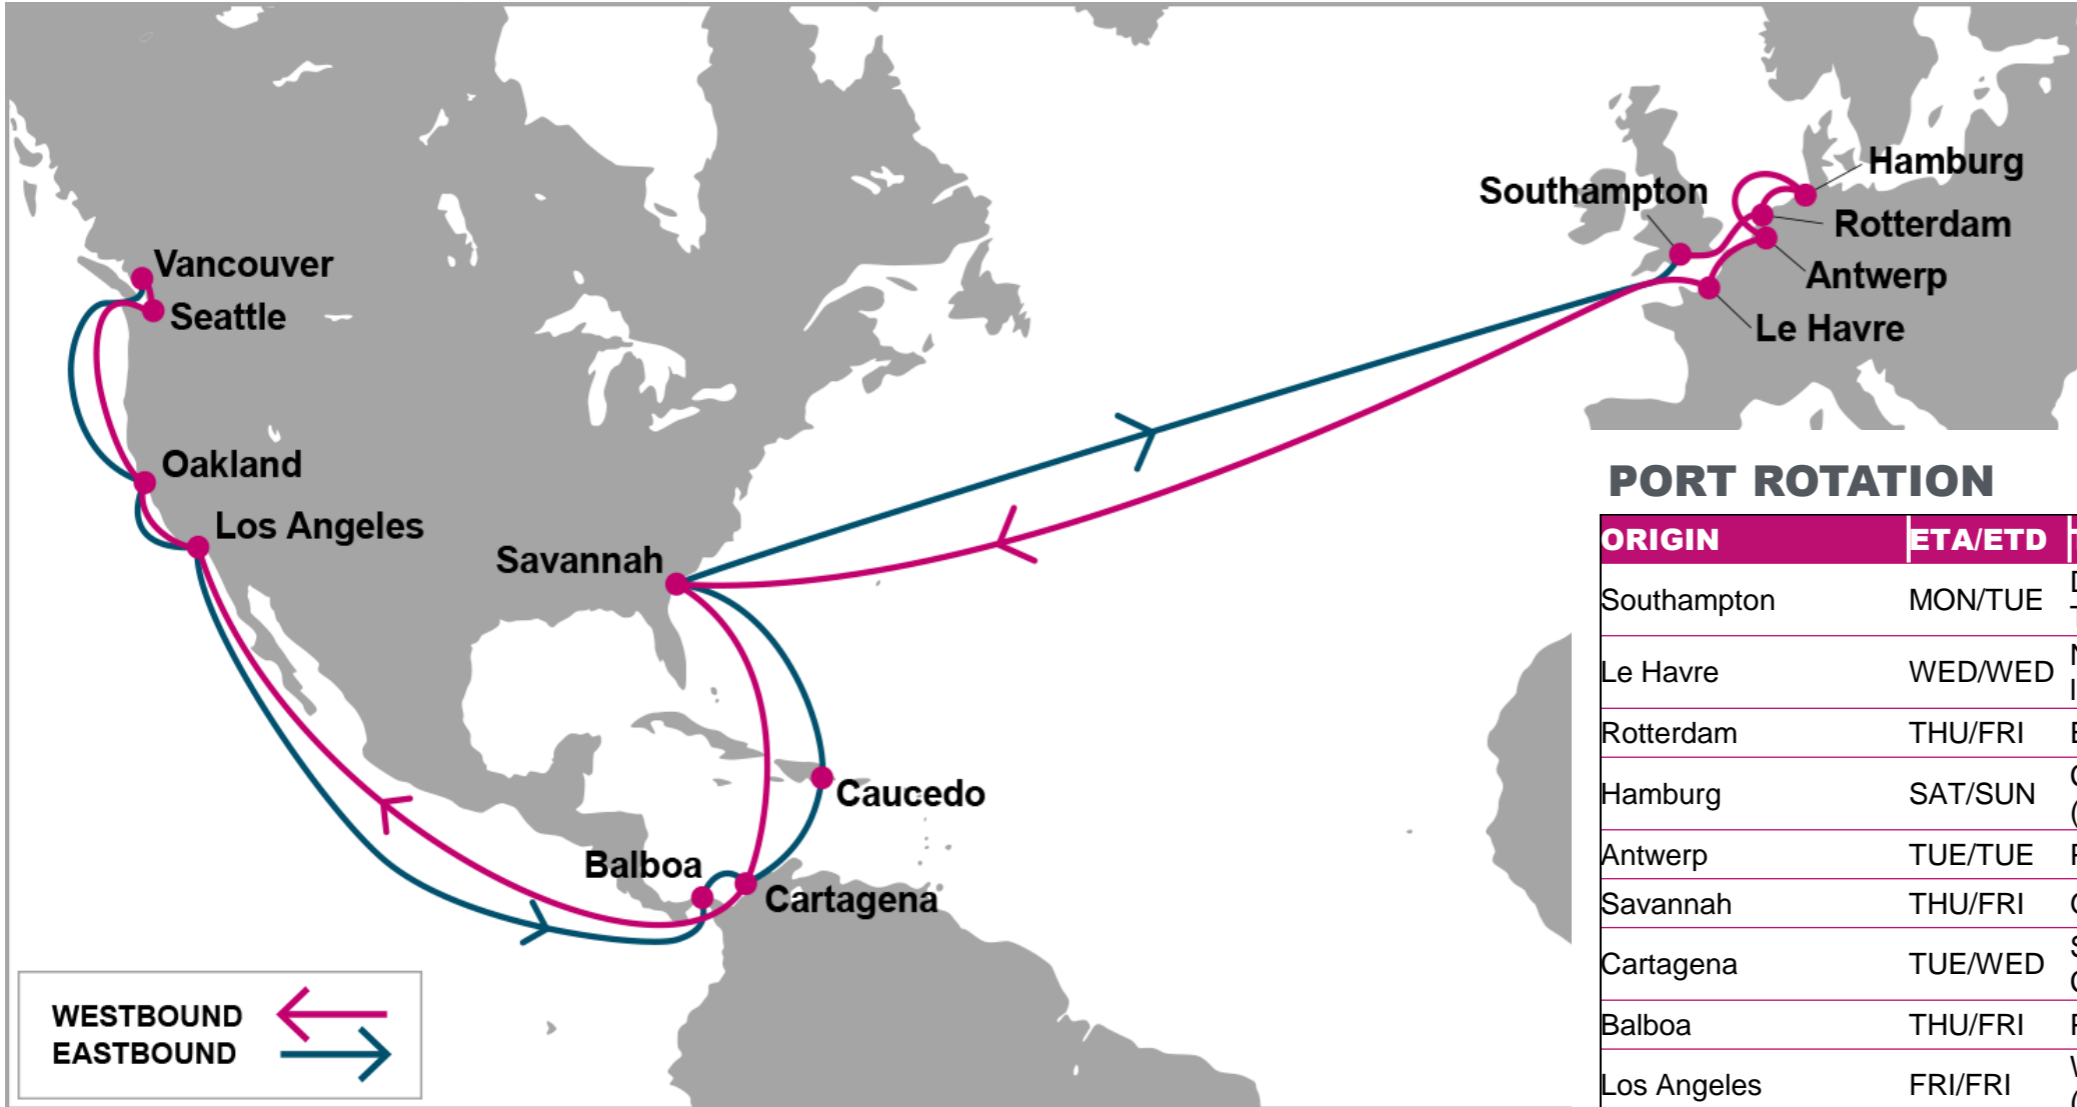 Hamburg
Southampton
Rotterdam
Antwerp
Le Havre
Vancouver
Seattle
Oakland
Los Angeles
Savannah
Caucedo
Balboa
Cartagena
WESTBOUND
EASTBOUND
PORT ROTATION
ORIGIN ETA/ETD
Southampton MON/TUE
Le Havre WED/WED
Rotterdam THU/FRI
Hamburg SAT/SUN
Antwerp TUE/TUE
Savannah THU/FRI
Cartagena TUE/WED
Balboa THU/FRI
Los Angeles FRI/FRI